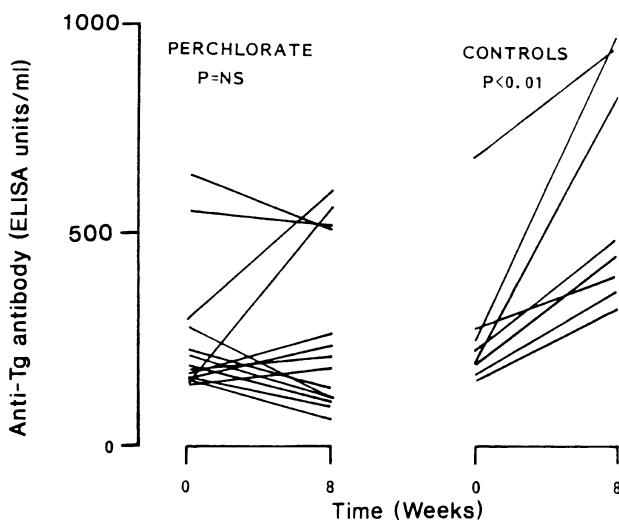 1000
PERCHLORATE
P=NS
CONTROLS
P<0.01
Anti-Tg antibody (ELISA units/ml)
500
0
0 8 0 8
Time (Weeks)